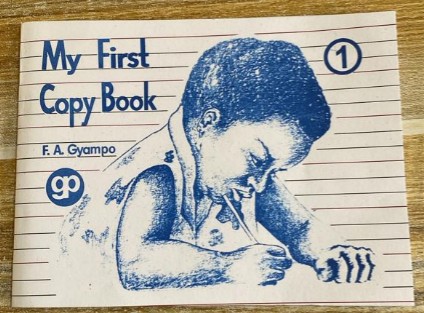 My First
Copy Book
1
F. A. Gyampo
gp